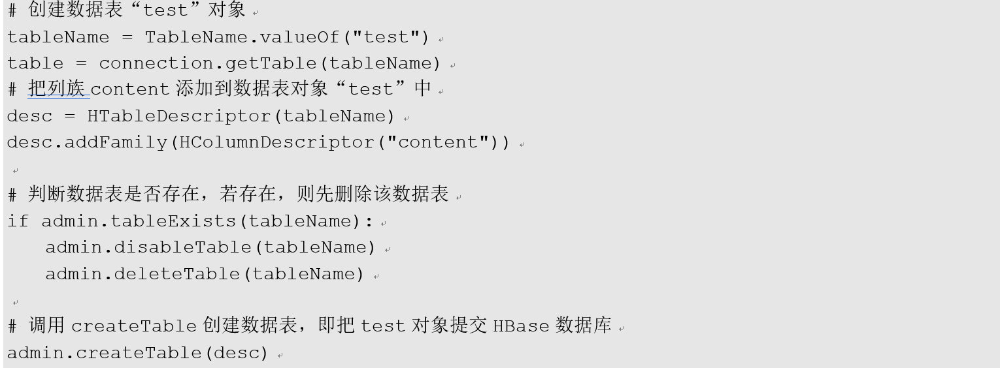 # 创建数据表“test”对象
tableName = TableName.valueOf("test")
table = connection.getTable(tableName)
# 把列族 content 添加到数据表对象“test”中
desc = HTableDescriptor(tableName)
desc.addFamily(HColumnDescriptor("content"))
# 判断数据表是否存在，若存在，则先删除该数据表
if admin.tableExists(tableName):
    admin.disableTable(tableName)
    admin.deleteTable(tableName)
# 调用 createTable 创建数据表，即把 test 对象提交 HBase 数据库
admin.createTable(desc)